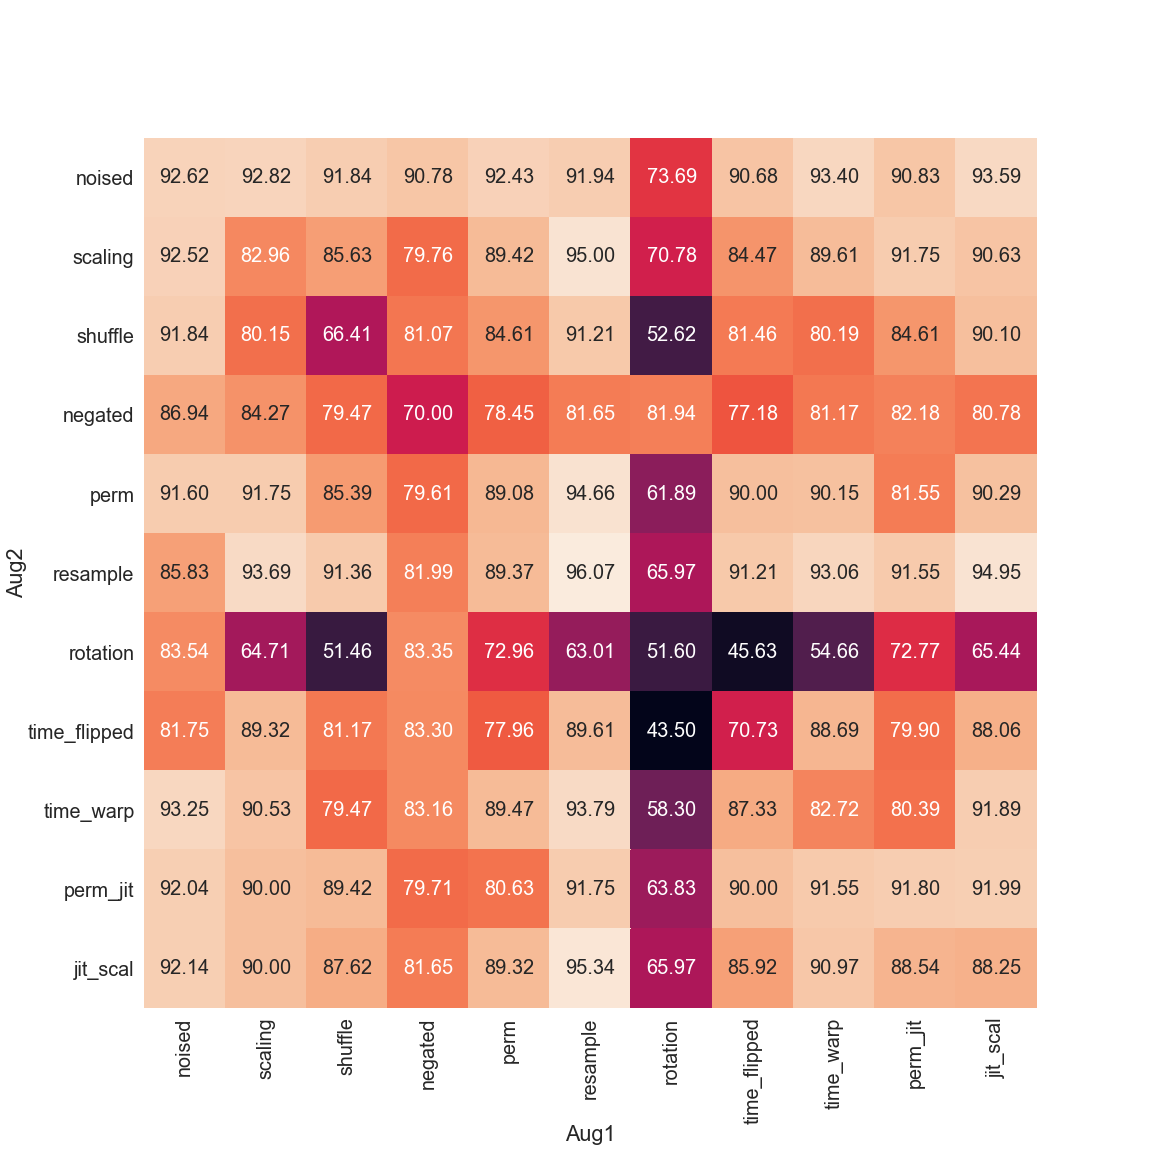 noised 92.62 92.82 91.84 90.78 92.43 91.94 73.69 90.68 93.40 90.83 93.59
scaling 92.52 82.96 85.63 79.76 89.42 95.00 70.78 84.47 89.61 91.75 90.63
shuffle 91.84 80.15 66.41 81.07 84.61 91.21 52.62 81.46 80.19 84.61 90.10
negated 86.94 84.27 79.47 70.00 78.45 81.65 81.94 77.18 81.17 82.18 80.78
perm 91.60 91.75 85.39 79.61 89.08 94.66 61.89 90.00 90.15 81.55 90.29
resample 85.83 93.69 91.36 81.99 89.37 96.07 65.97 91.21 93.06 91.55 94.95
rotation 83.54 64.71 51.46 83.35 72.96 63.01 51.60 45.63 54.66 72.77 65.44
time_flipped 81.75 89.32 81.17 83.30 77.96 89.61 43.50 70.73 88.69 79.90 88.06
time_warp 93.25 90.53 79.47 83.16 89.47 93.79 58.30 87.33 82.72 80.39 91.89
perm_jit 92.04 90.00 89.42 79.71 80.63 91.75 63.83 90.00 91.55 91.80 91.99
jit_scal 92.14 90.00 87.62 81.65 89.32 95.34 65.97 85.92 90.97 88.54 88.25
Aug2
noised scaling shuffle negated perm resample rotation time_flipped time_warp perm_jit jit_scal
Aug1